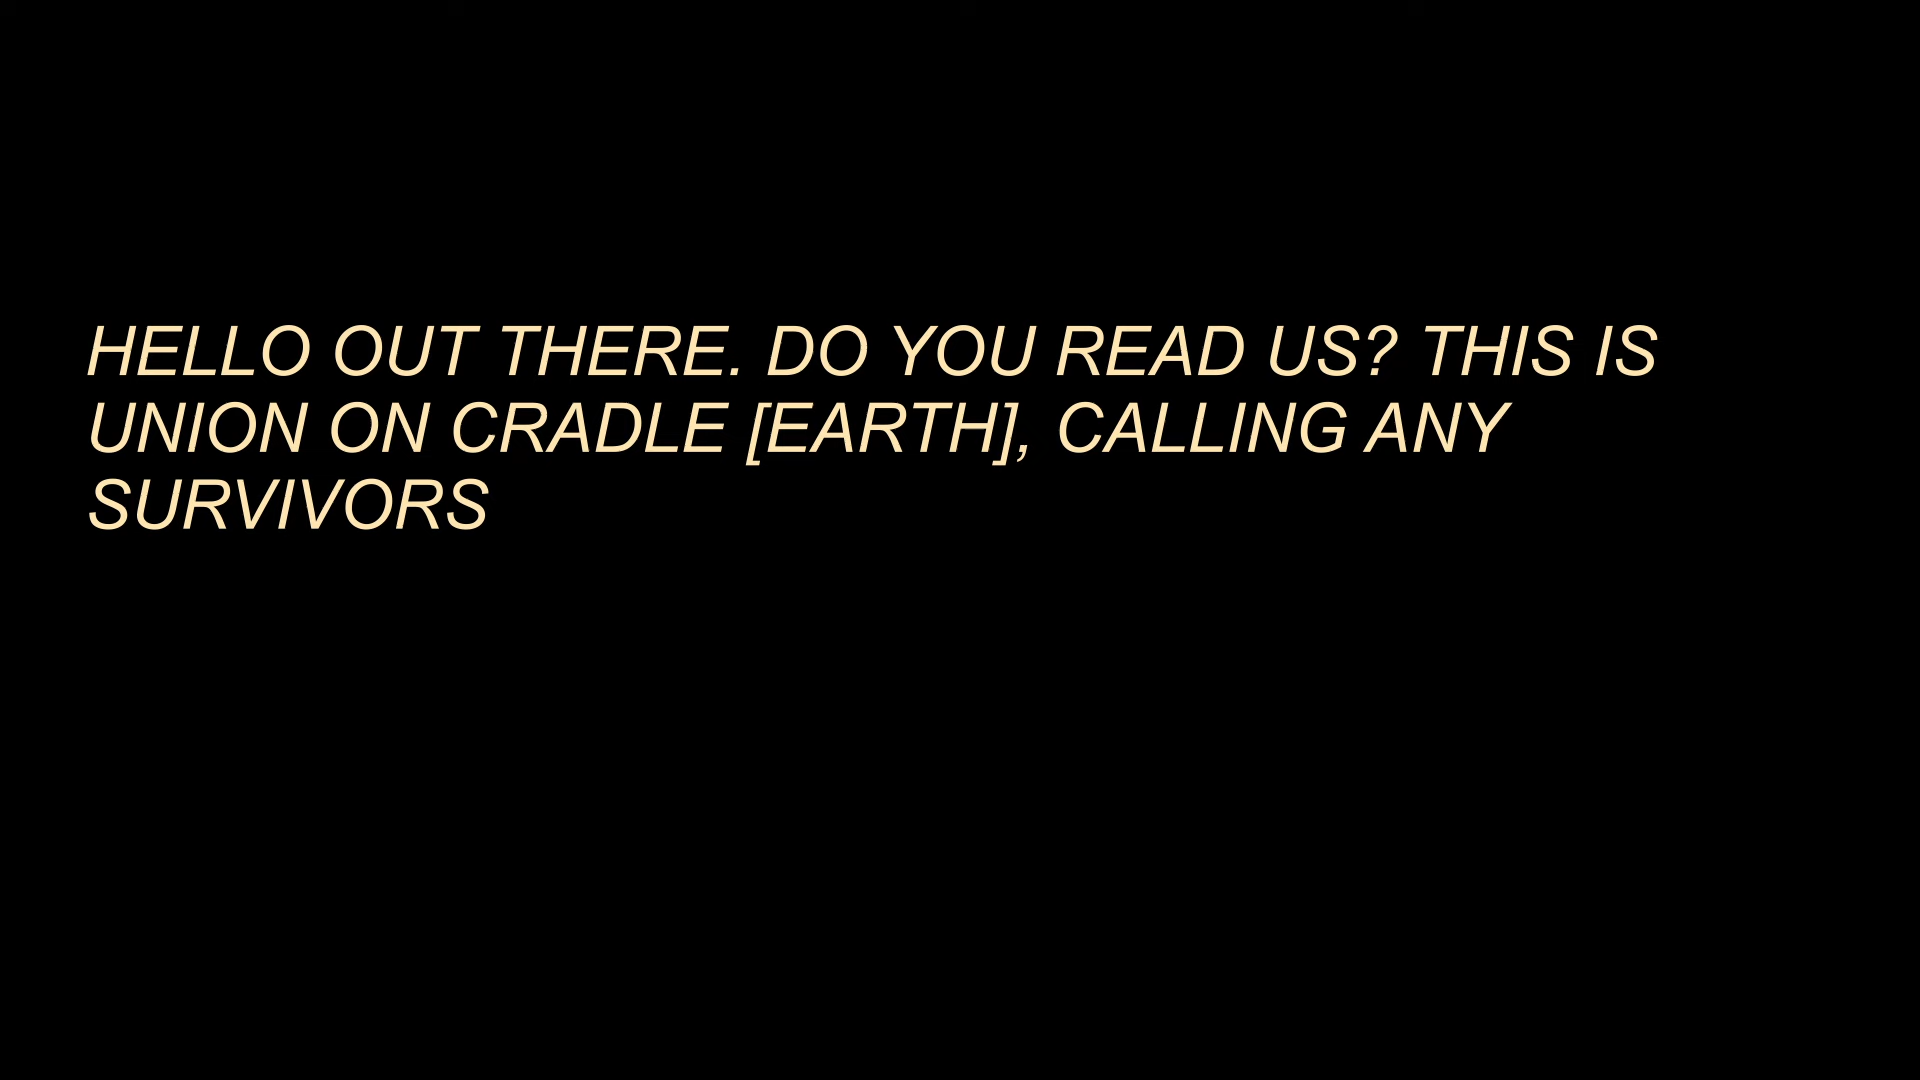 HELLO OUT THERE. DO YOU READ US? THIS IS
UNION ON CRADLE [EARTH], CALLING ANY
SURVIVORS